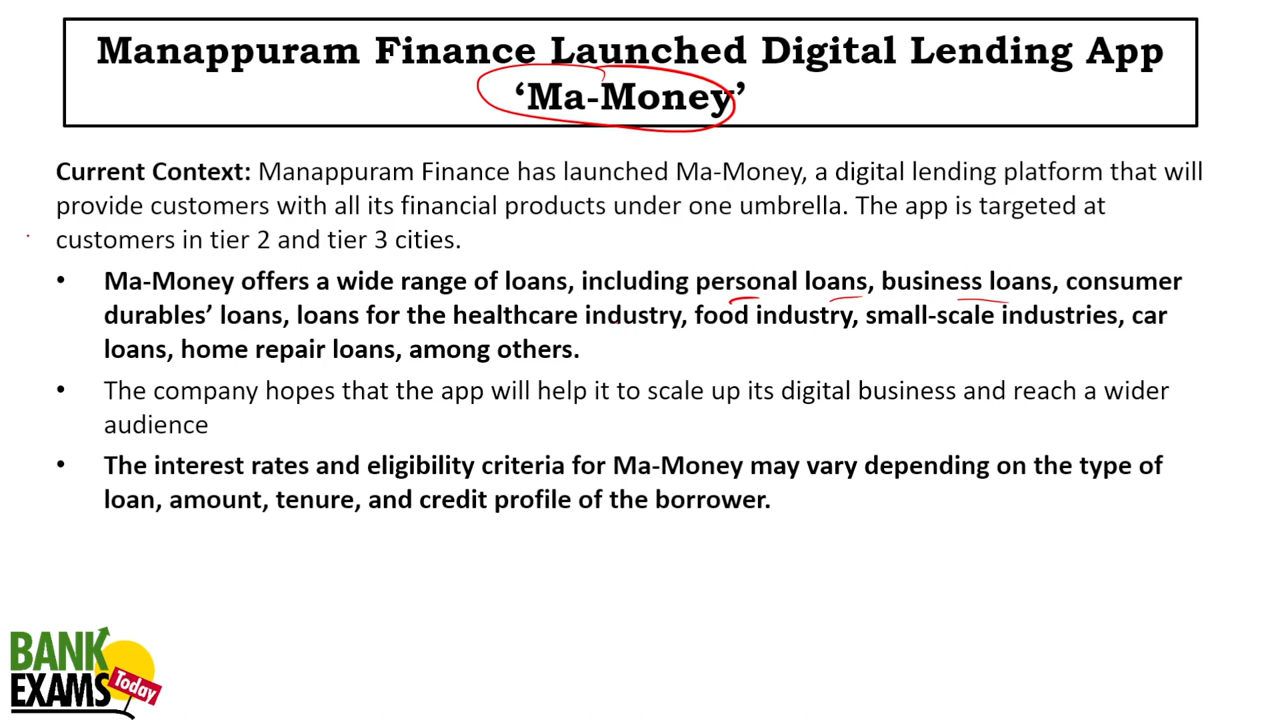 Manappuram Finance Launched Digital Lending App
‘Ma-Money’
Current Context: Manappuram Finance has launched Ma-Money, a digital lending platform that will
provide customers with all its financial products under one umbrella. The app is targeted at
customers in tier 2 and tier 3 cities.
• Ma-Money offers a wide range of loans, including personal loans, business loans, consumer
durables’ loans, loans for the healthcare industry, food industry, small-scale industries, car
loans, home repair loans, among others.
• The company hopes that the app will help it to scale up its digital business and reach a wider
audience
• The interest rates and eligibility criteria for Ma-Money may vary depending on the type of
loan, amount, tenure, and credit profile of the borrower.
BANK
EXAMS
Today